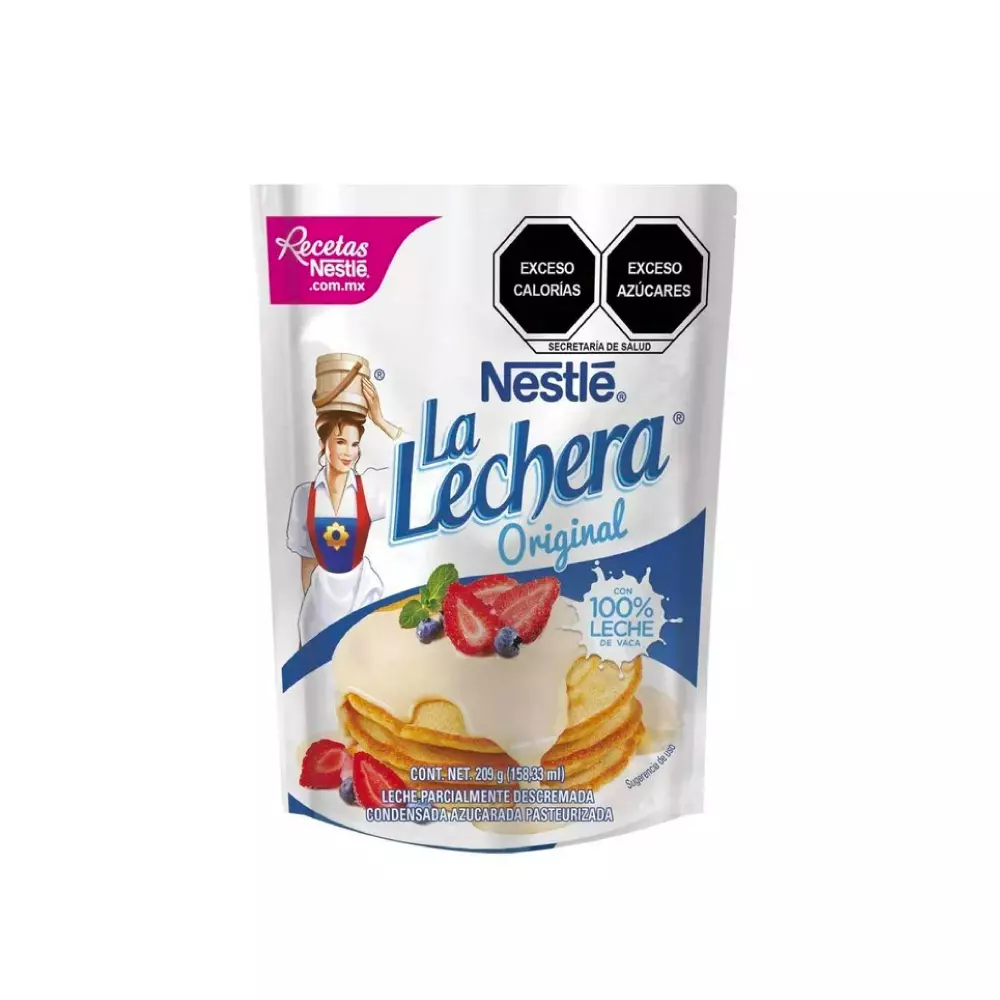 Recetas
Nestlé®
.com.mx
EXCESO
CALORÍAS
EXCESO
AZÚCARES
SECRETARÍA DE SALUD
®
Nestlé®
La
Lechera®
Original
CON
100%
LECHE
DE VACA
Sugerencia de uso
CONT. NET. 209 g (158,33 ml)
LECHE PARCIALMENTE DESCREMADA
CONDENSADA AZUCARADA PASTEURIZADA